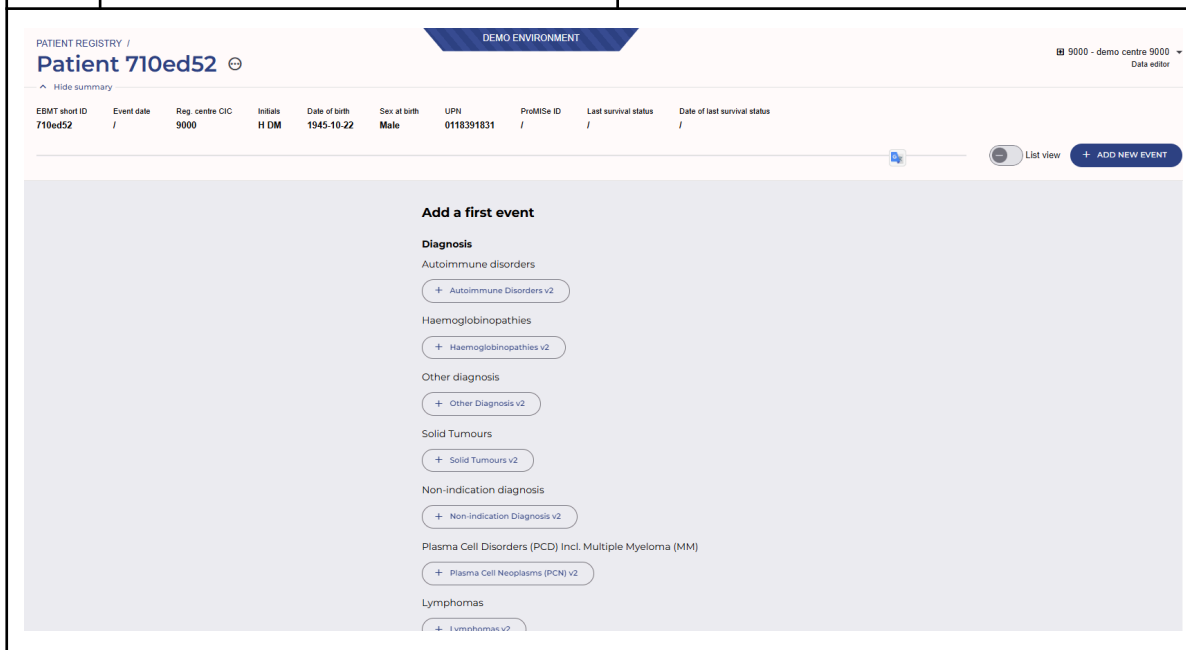 DEMO ENVIRONMENT
PATIENT REGISTRY /
Patient 710ed52
9000 - demo centre 9000
Data editor
Hide summary
EBMT short ID Event date Reg. centre CIC Initials Date of birth Sex at birth UPN ProMISe ID Last survival status Date of last survival status
710ed52 / 9000 H DM 1945-10-22 Male 0118391831 / / /
List view + ADD NEW EVENT
Add a first event
Diagnosis
Autoimmune disorders
+ Autoimmune Disorders v2
Haemoglobinopathies
+ Haemoglobinopathies v2
Other diagnosis
+ Other Diagnosis v2
Solid Tumours
+ Solid Tumours v2
Non-indication diagnosis
+ Non-indication Diagnosis v2
Plasma Cell Disorders (PCD) Incl. Multiple Myeloma (MM)
+ Plasma Cell Neoplasms (PCN) v2
Lymphomas
+ Lymphomas v2